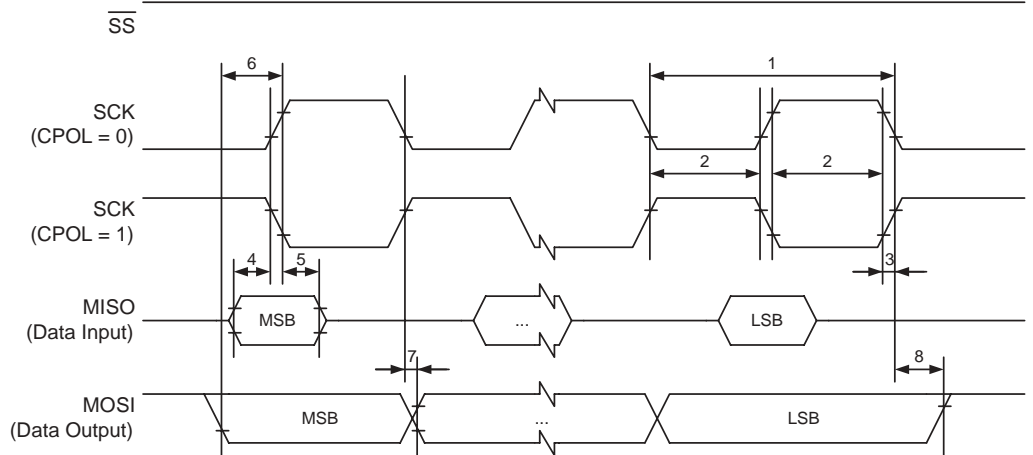 SS
6
1
SCK
(CPOL = 0)
2
2
SCK
(CPOL = 1)
4
5
3
MISO
(Data Input)
MSB
...
LSB
7
8
MOSI
(Data Output)
MSB
...
LSB